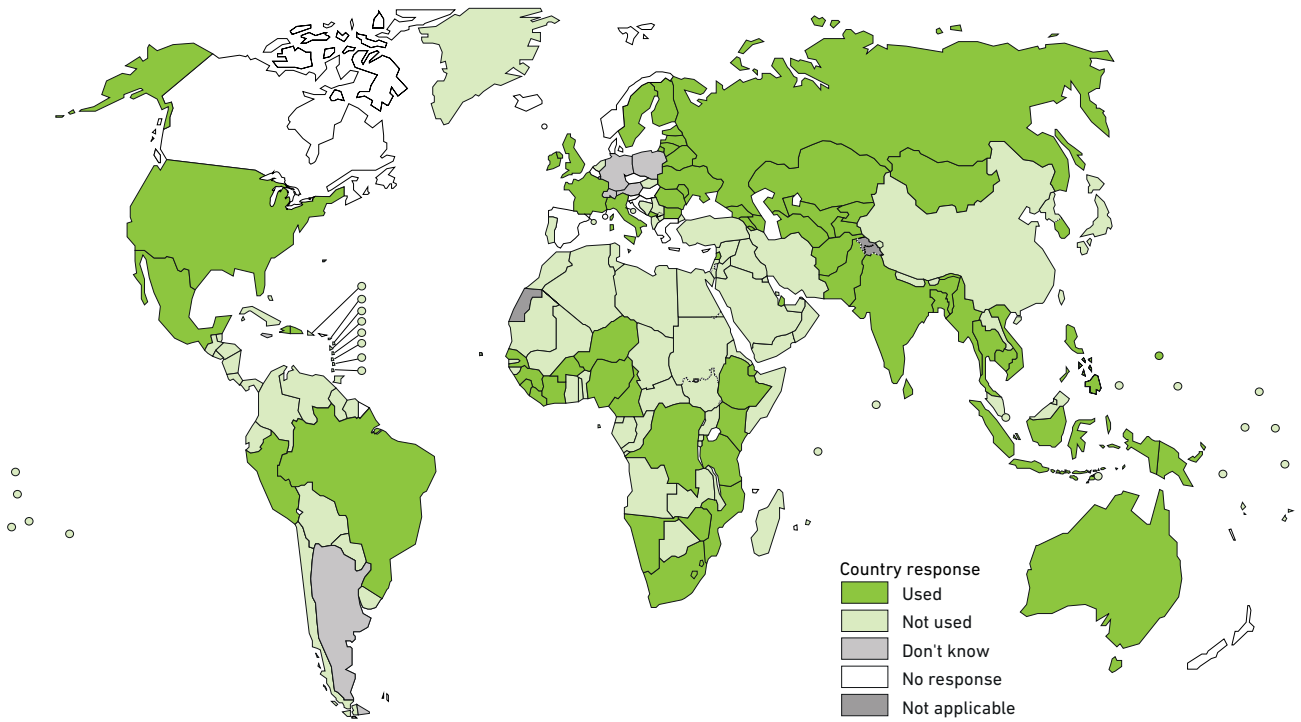 Country response
Used
Not used
Don't know
No response
Not applicable